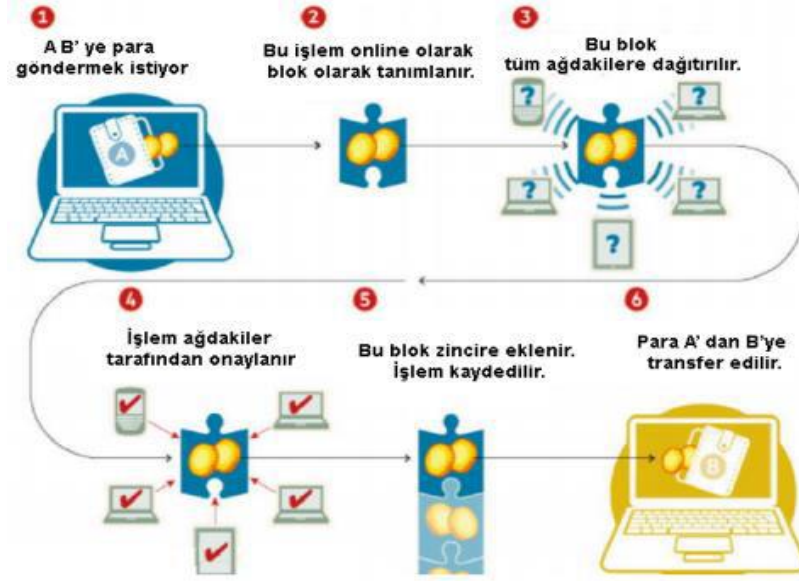 1
A B' ye para
göndermek istiyor
A
2
Bu işlem online olarak
blok olarak tanımlanır.
3
Bu blok
tüm ağdakilere dağıtırılır.
?
?
?
?
?
4
İşlem ağdakiler
tarafından onaylanır
5
Bu blok zincire eklenir.
İşlem kaydedilir.
6
Para A' dan B'ye
transfer edilir.
B